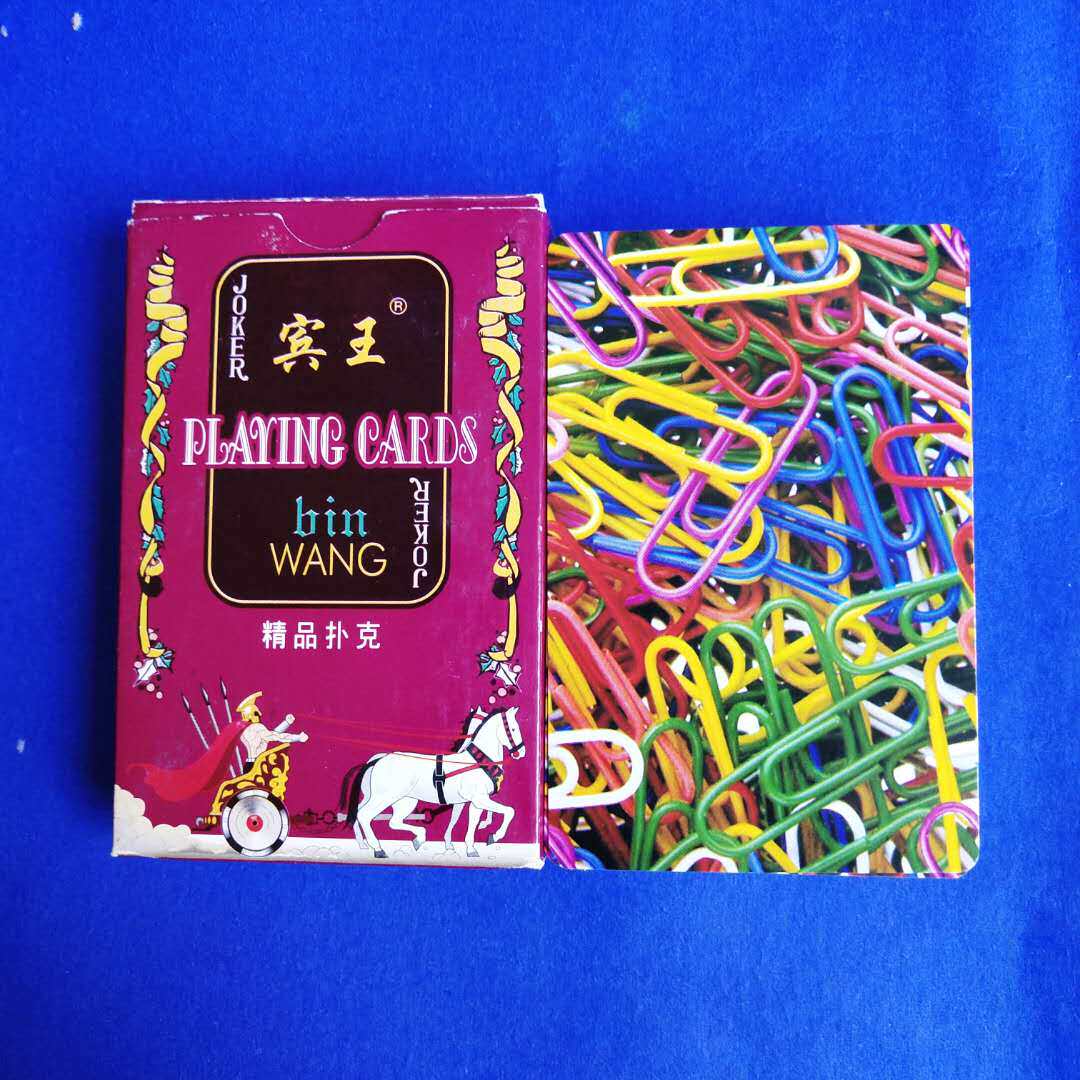 JOKER
宾王®
PLAYING CARDS
bin
WANG
JOKER
精品扑克